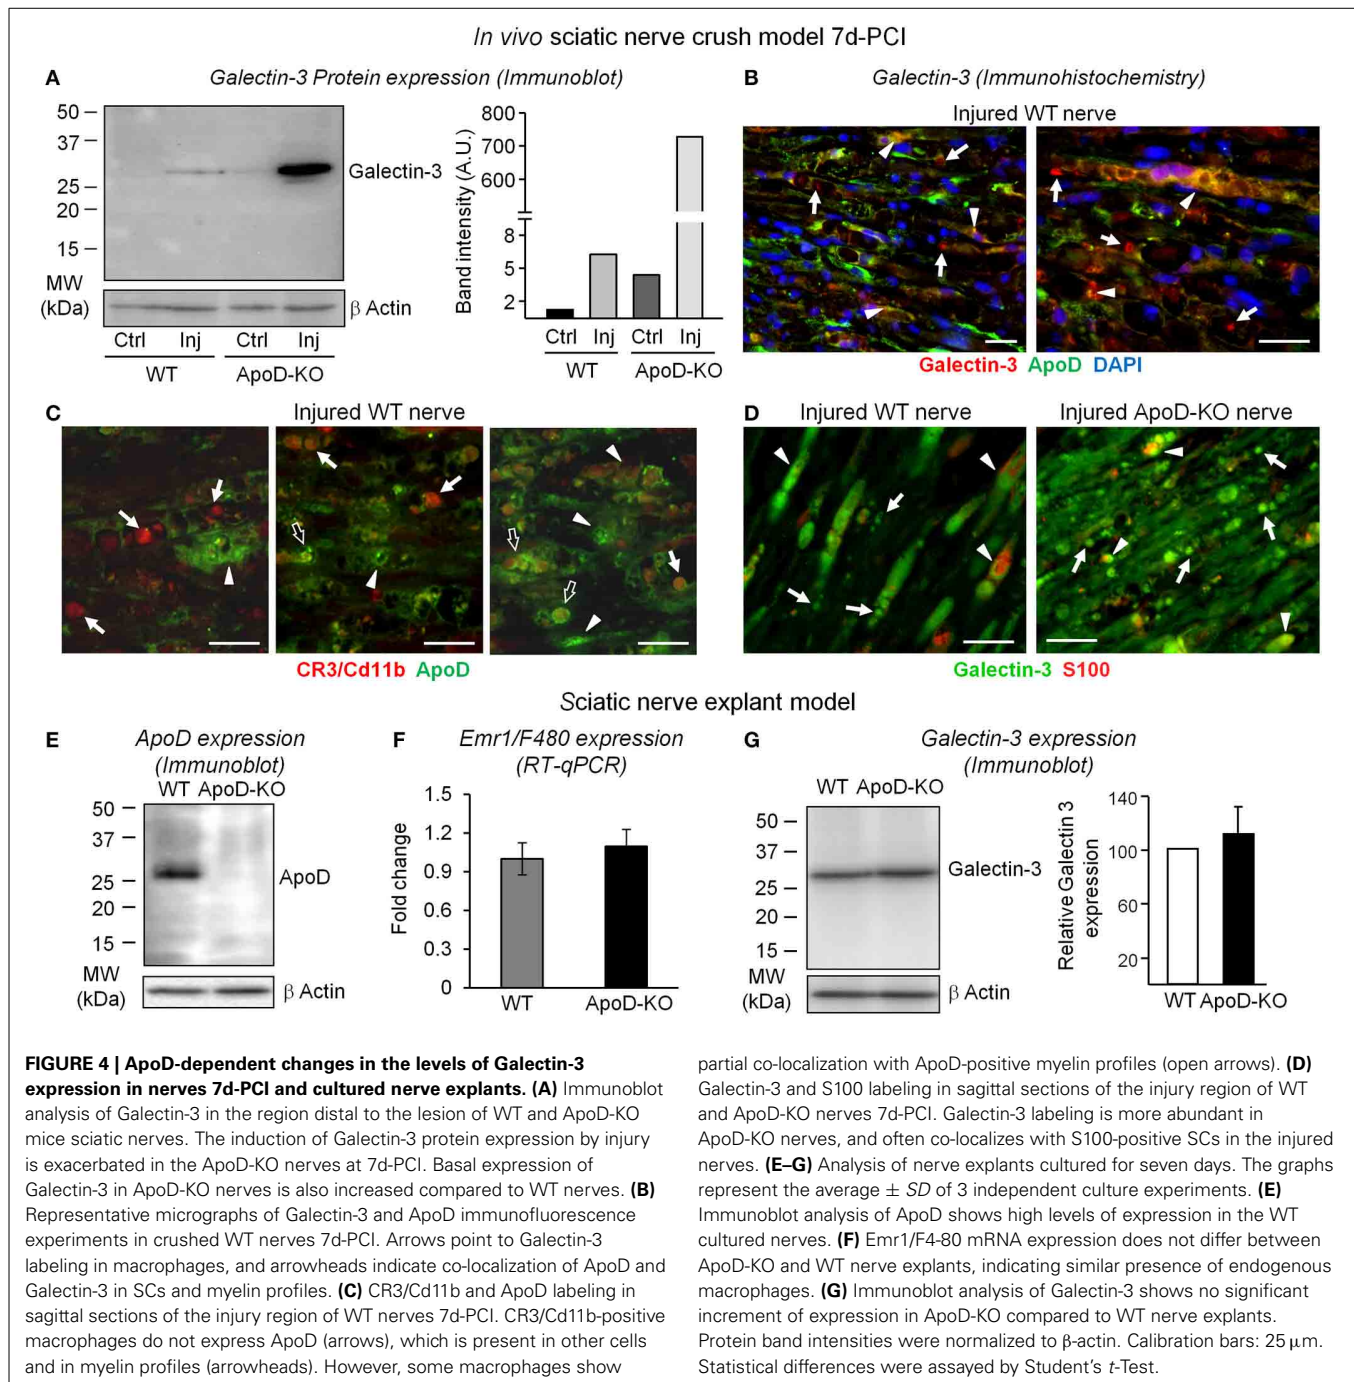 In vivo sciatic nerve crush model 7d-PCI
A
Galectin-3 Protein expression (Immunoblot)
50
37
25
20
15
MW
(kDa)
Galectin-3
β Actin
Ctrl Inj Ctrl Inj
WT ApoD-KO
Band intensity (A.U.)
800
700
600
8
5
2
Ctrl Inj Ctrl Inj
WT ApoD-KO
B
Galectin-3 (Immunohistochemistry)
Injured WT nerve
Galectin-3 ApoD DAPI
C
Injured WT nerve
CR3/Cd11b ApoD
D
Injured WT nerve Injured ApoD-KO nerve
Galectin-3 S100
Sciatic nerve explant model
E
ApoD expression
(Immunoblot)
WT ApoD-KO
50
37
25
20
15
MW
(kDa)
ApoD
β Actin
F
Emr1/F480 expression
(RT-qPCR)
Fold change
1.5
1.2
0.9
0.6
0.3
0
WT ApoD-KO
G
Galectin-3 expression
(Immunoblot)
WT ApoD-KO
50
37
25
20
15
MW
(kDa)
Galectin-3
β Actin
Relative Galectin 3
expression
140
100
60
20
WT ApoD-KO
FIGURE 4 | ApoD-dependent changes in the levels of Galectin-3
expression in nerves 7d-PCI and cultured nerve explants. (A) Immunoblot
analysis of Galectin-3 in the region distal to the lesion of WT and ApoD-KO
mice sciatic nerves. The induction of Galectin-3 protein expression by injury
is exacerbated in the ApoD-KO nerves at 7d-PCI. Basal expression of
Galectin-3 in ApoD-KO nerves is also increased compared to WT nerves. (B)
Representative micrographs of Galectin-3 and ApoD immunofluorescence
experiments in crushed WT nerves 7d-PCI. Arrows point to Galectin-3
labeling in macrophages, and arrowheads indicate co-localization of ApoD and
Galectin-3 in SCs and myelin profiles. (C) CR3/Cd11b and ApoD labeling in
sagittal sections of the injury region of WT nerves 7d-PCI. CR3/Cd11b-positive
macrophages do not express ApoD (arrows), which is present in other cells
and in myelin profiles (arrowheads). However, some macrophages show
partial co-localization with ApoD-positive myelin profiles (open arrows). (D)
Galectin-3 and S100 labeling in sagittal sections of the injury region of WT
and ApoD-KO nerves 7d-PCI. Galectin-3 labeling is more abundant in
ApoD-KO nerves, and often co-localizes with S100-positive SCs in the injured
nerves. (E–G) Analysis of nerve explants cultured for seven days. The graphs
represent the average ± SD of 3 independent culture experiments. (E)
Immunoblot analysis of ApoD shows high levels of expression in the WT
cultured nerves. (F) Emr1/F4-80 mRNA expression does not differ between
ApoD-KO and WT nerve explants, indicating similar presence of endogenous
macrophages. (G) Immunoblot analysis of Galectin-3 shows no significant
increment of expression in ApoD-KO compared to WT nerve explants.
Protein band intensities were normalized to β-actin. Calibration bars: 25 μm.
Statistical differences were assayed by Student's t-Test.